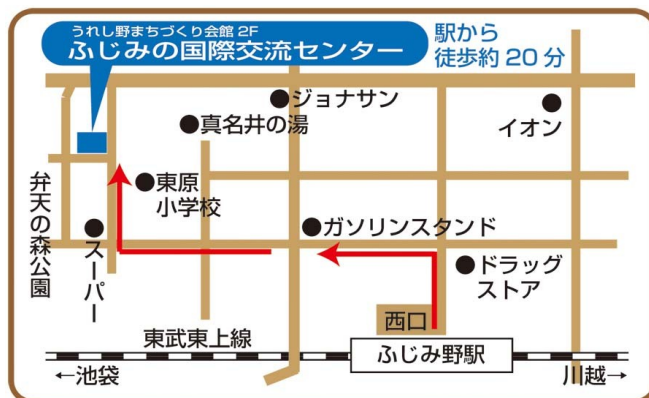 うれし野まちづくり会館2F
ふじみの国際交流センター
駅から
徒歩約20分
●ジョナサン
●真名井の湯
●
イオン
●東原
小学校
弁天の森公園
●スーパー
●ガソリンスタンド
●ドラッグ
ストア
西口
東武東上線
ふじみ野駅
←池袋
川越→